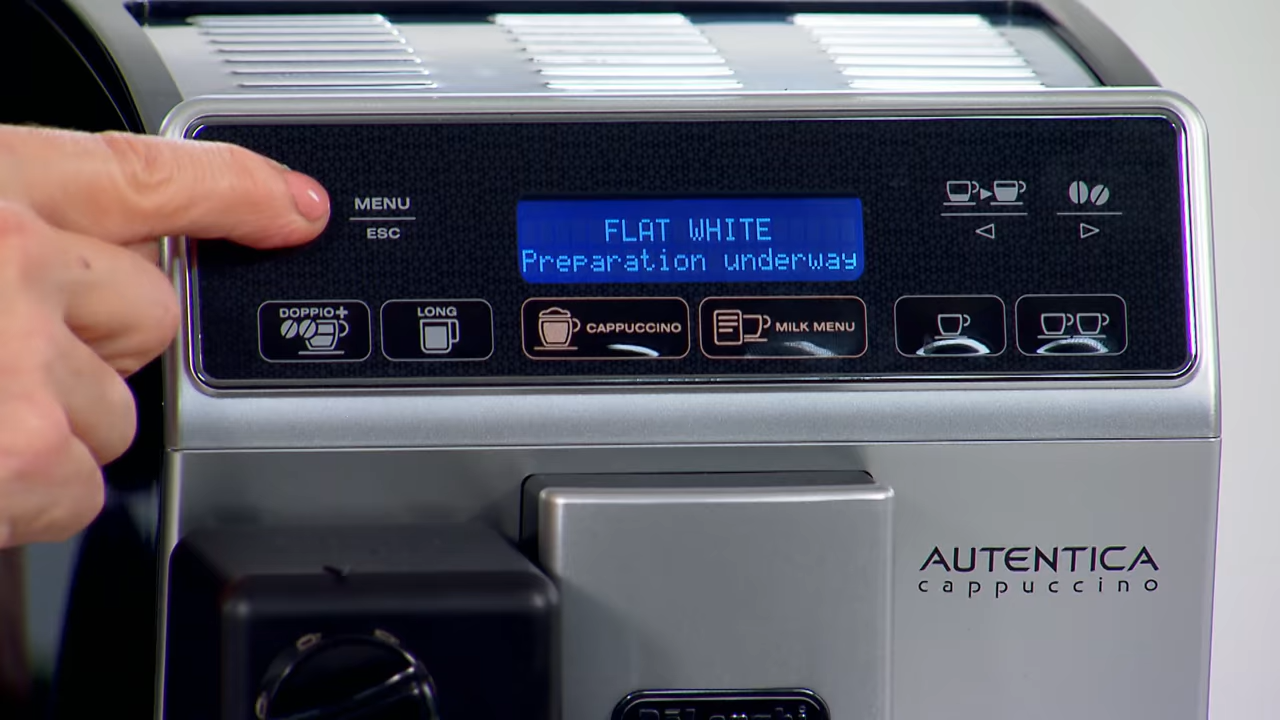 MENU
ESC
FLAT WHITE
Preparation underway
DOPPIO+
LONG
CAPPUCCINO
MILK MENU
AUTENTICA
cappuccino